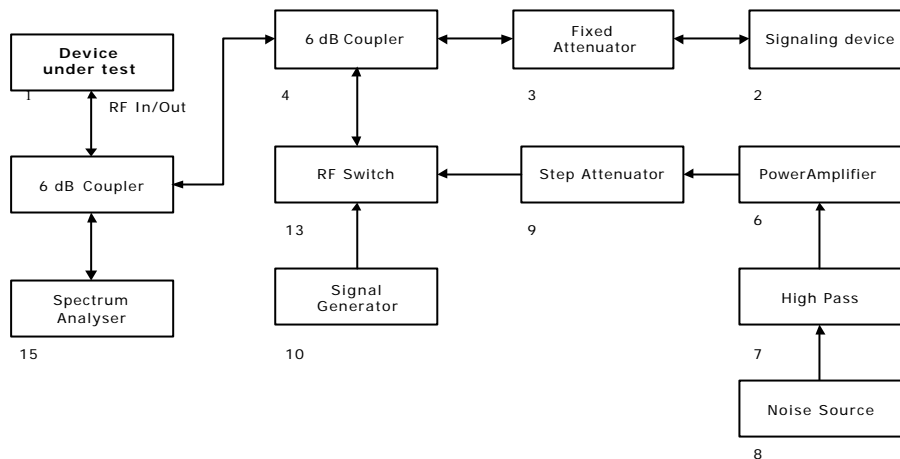 Device
under test
1
RF In/Out
6 dB Coupler
Spectrum
Analyser
15
6 dB Coupler
4
Fixed
Attenuator
3
Signaling device
2
RF Switch
13
Step Attenuator
9
PowerAmplifier
6
Signal
Generator
10
High Pass
7
Noise Source
8